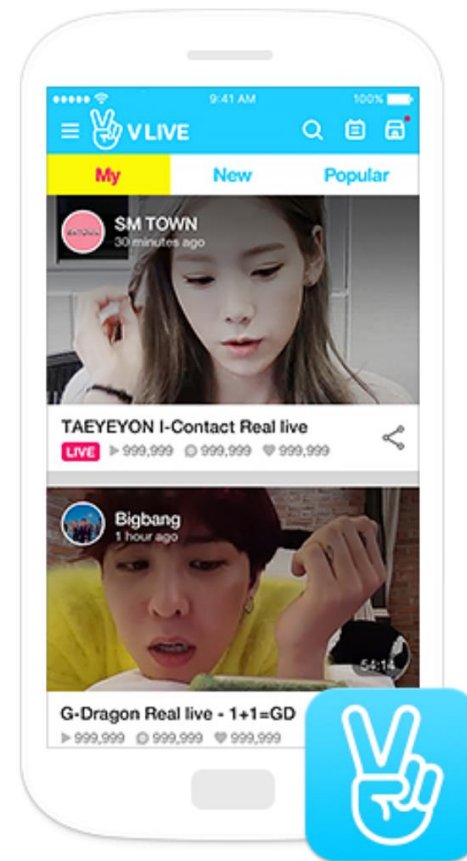 9:41 AM
100%
V LIVE
My
New
Popular
SM TOWN
30 minutes ago
TAEYEYON I-Contact Real live
LIVE 999,999 999,999 999,999
Bigbang
1 hour ago
54:14
G-Dragon Real live - 1+1=GD
999,999 999,999 999,999